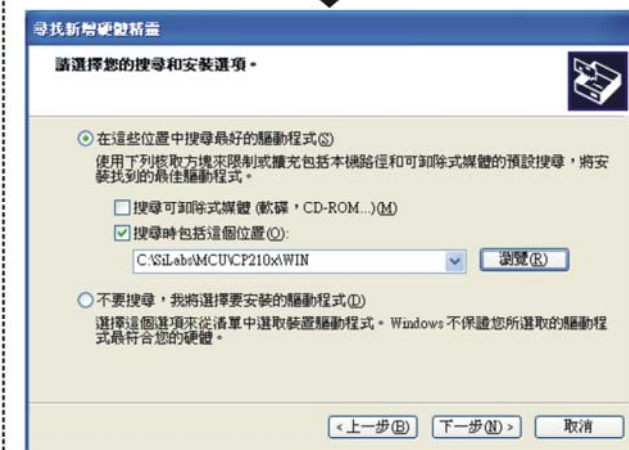 尋找新增硬體精靈
請選擇您的搜尋和安裝選項。
在這些位置中搜尋最好的驅動程式(S)
使用下列核取方塊來限制或擴充包括本機路徑和可卸除式媒體的預設搜尋，將安
裝找到的最佳驅動程式。
搜尋可卸除式媒體 (軟碟，CD-ROM...)(M)
搜尋時包括這個位置(O):
C:\SiLabs\MCU\CP210x\WIN
瀏覽(R)
不要搜尋，我將選擇要安裝的驅動程式(D)
選擇這個選項來從清單中選取裝置驅動程式。Windows 不保證您所選取的驅動程
式最符合您的硬體。
<上一步(B) 下一步(N)> 取消